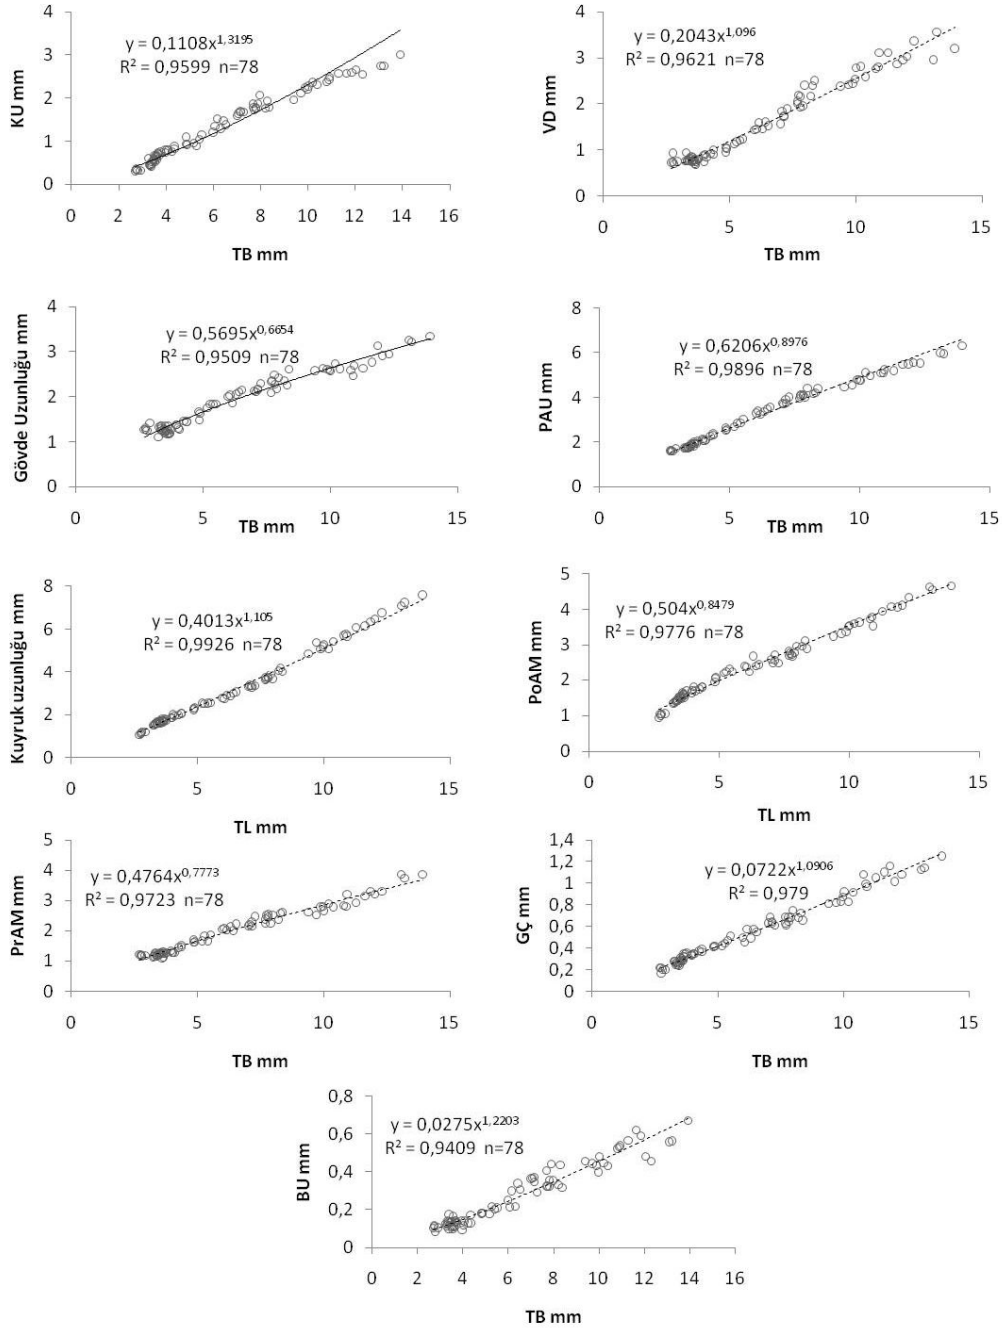 4
3
2
1
0
KU mm
y = 0,1108x^1,3195
R² = 0,9599 n=78
0 2 4 6 8 10 12 14 16
TB mm
4
3
2
1
0
VD mm
y = 0,2043x^1,096
R² = 0,9621 n=78
0 5 10 15
TB mm
4
3
2
1
0
Gövde Uzunluğu mm
y = 0,5695x^0,6654
R² = 0,9509 n=78
0 5 10 15
TB mm
8
6
4
2
0
PAU mm
y = 0,6206x^0,8976
R² = 0,9896 n=78
0 5 10 15
TB mm
8
6
4
2
0
Kuyruk uzunluğu mm
y = 0,4013x^1,105
R² = 0,9926 n=78
0 5 10 15
TL mm
5
4
3
2
1
0
PoAM mm
y = 0,504x^0,8479
R² = 0,9776 n=78
0 5 10 15
TL mm
5
4
3
2
1
0
PrAM mm
y = 0,4764x^0,7773
R² = 0,9723 n=78
0 5 10 15
TB mm
1,4
1,2
1
0,8
0,6
0,4
0,2
0
GÇ mm
y = 0,0722x^1,0906
R² = 0,979
0 5 10 15
TB mm
0,8
0,6
0,4
0,2
0
BU mm
y = 0,0275x^1,2203
R² = 0,9409 n=78
0 2 4 6 8 10 12 14 16
TB mm